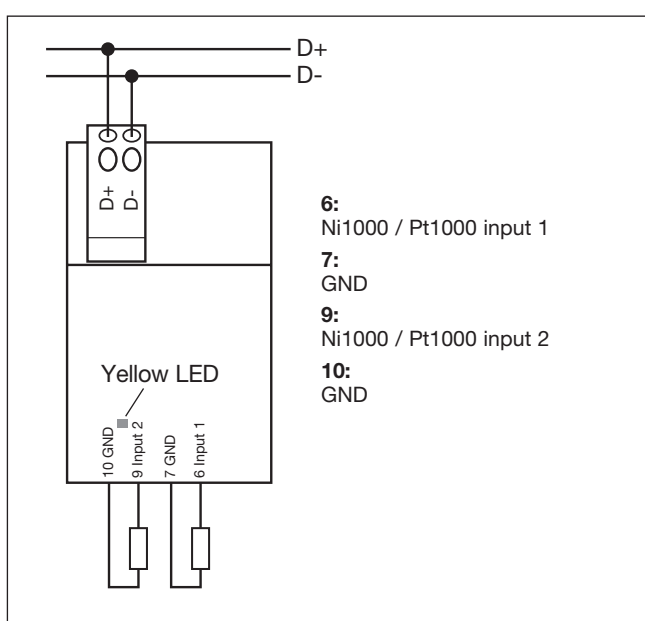 D+
D-
D+
D-
6:
Ni1000 / Pt1000 input 1
7:
GND
9:
Ni1000 / Pt1000 input 2
10:
GND
Yellow LED
10 GND
9 Input 2
7 GND
6 Input 1